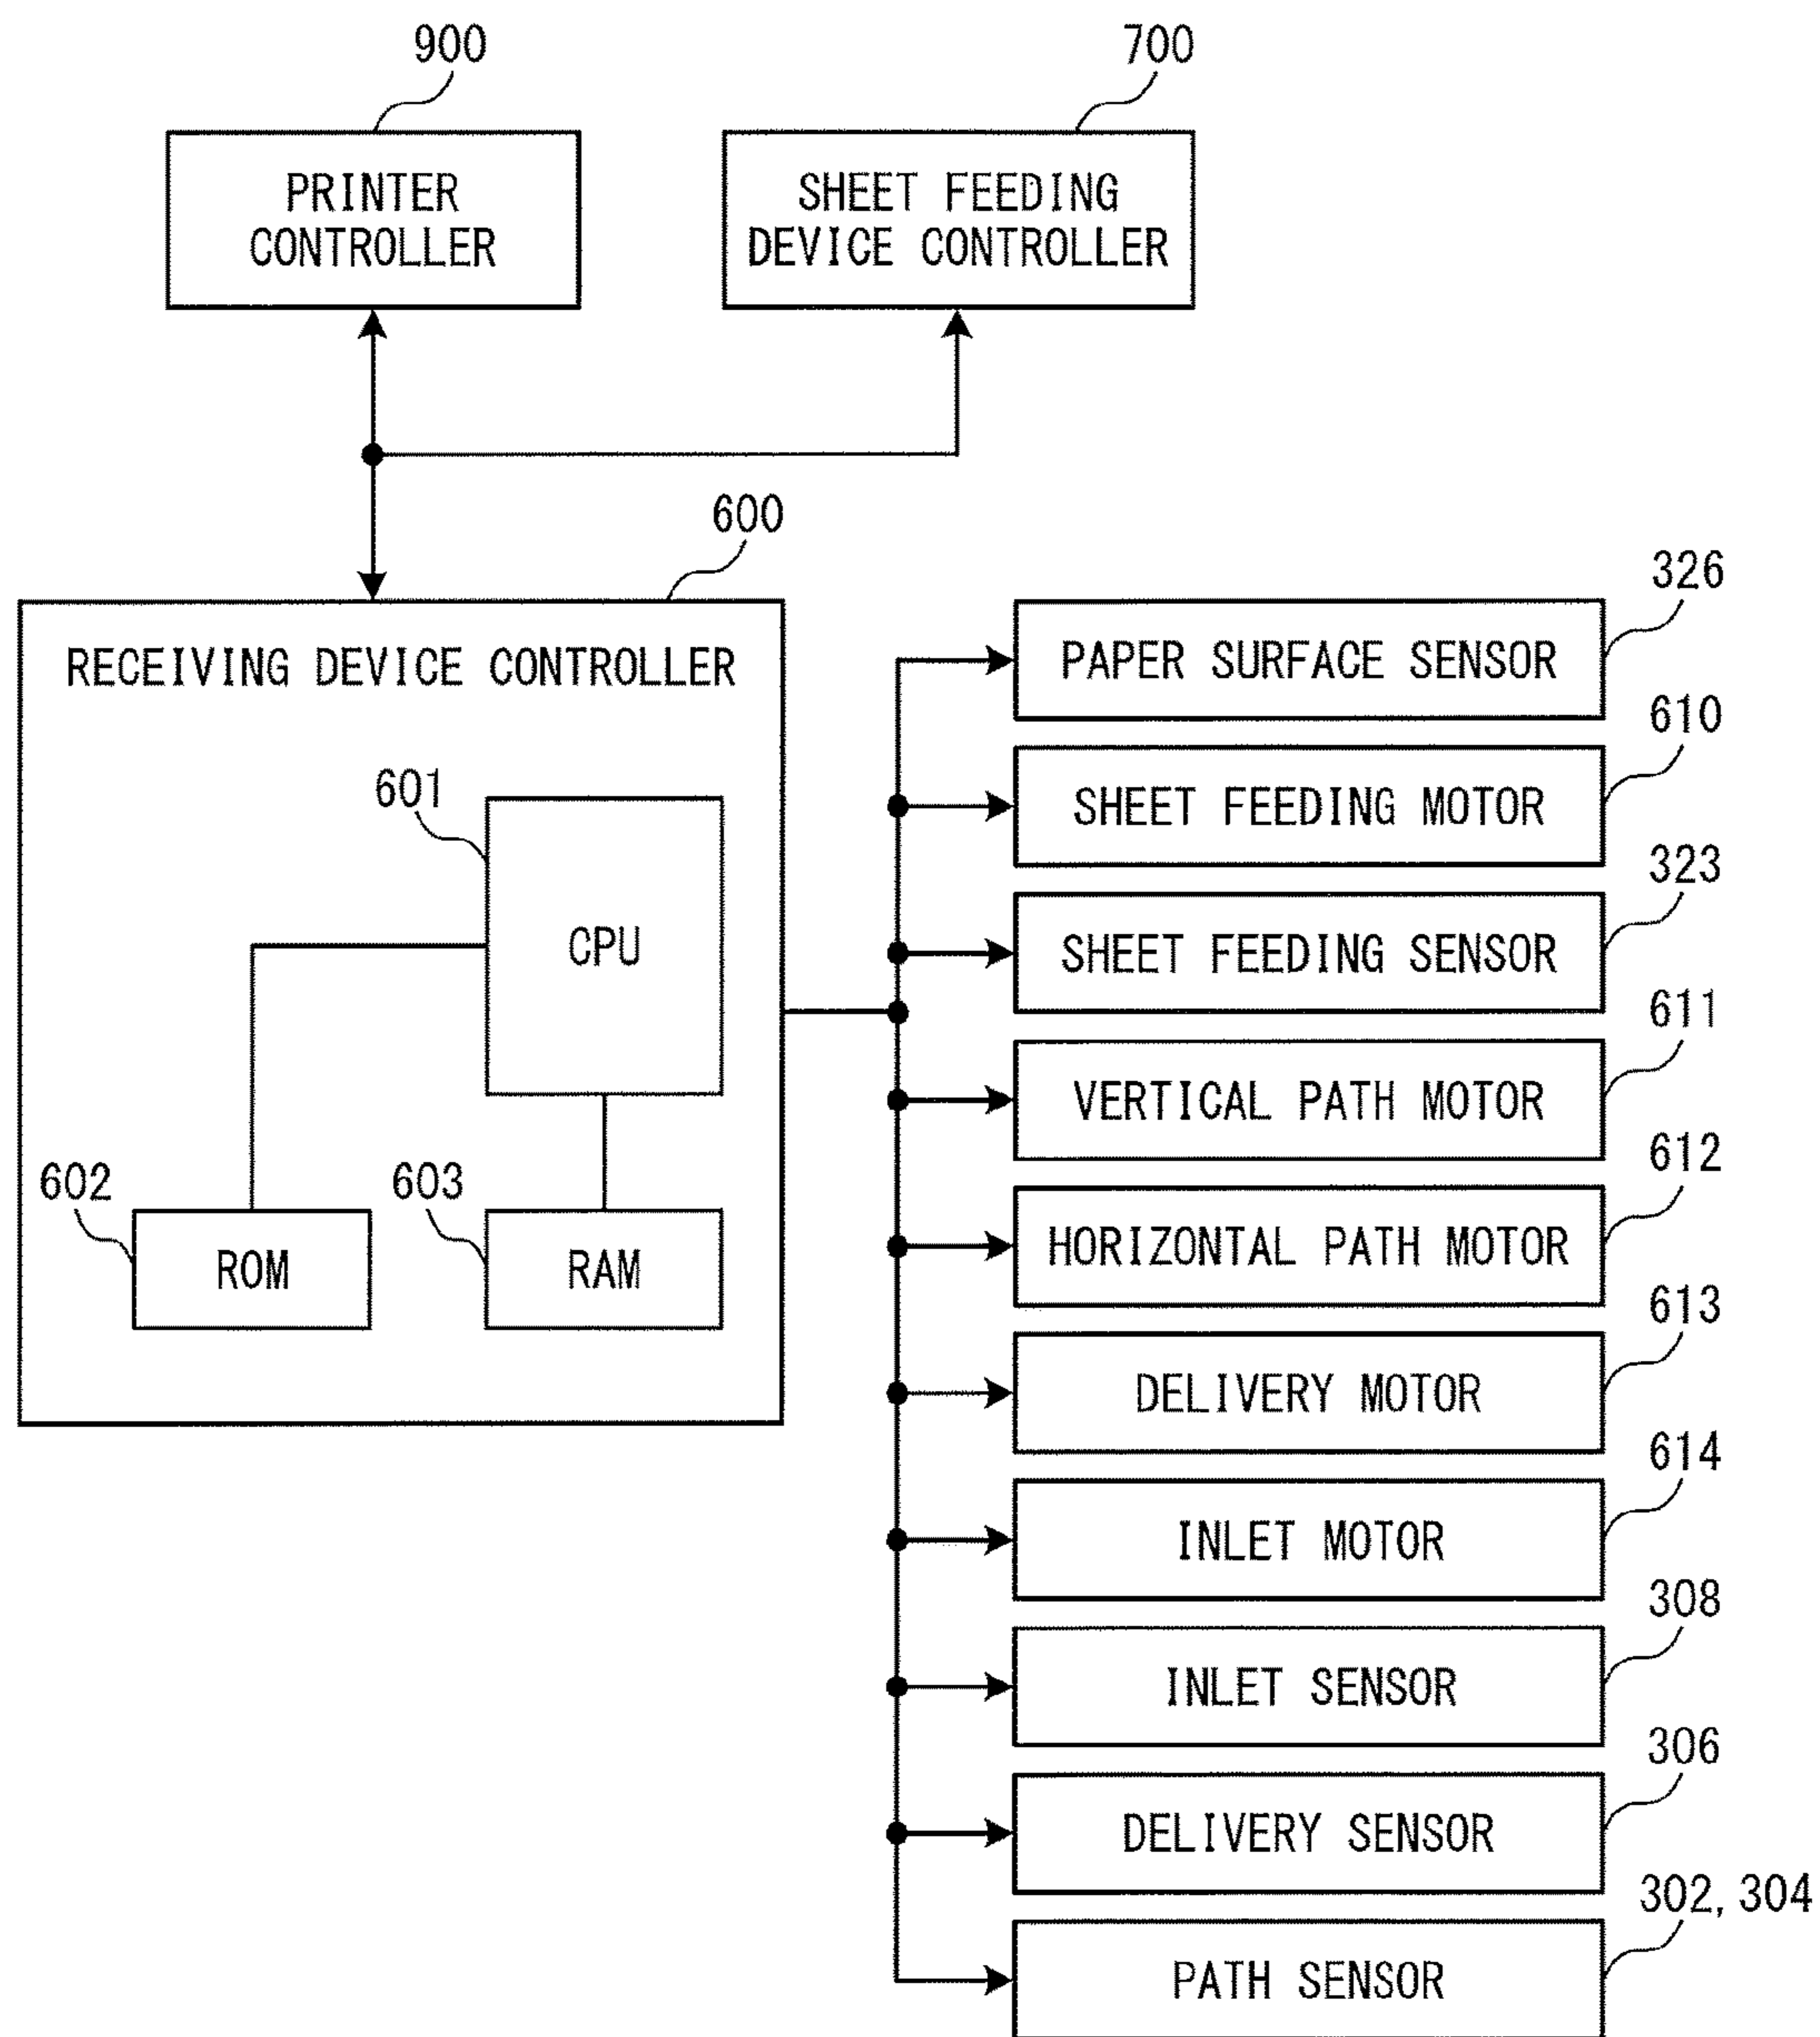 900
700
PRINTER
CONTROLLER
SHEET FEEDING
DEVICE CONTROLLER
600
RECEIVING DEVICE CONTROLLER
601
CPU
602
ROM
603
RAM
326
PAPER SURFACE SENSOR
610
SHEET FEEDING MOTOR
323
SHEET FEEDING SENSOR
611
VERTICAL PATH MOTOR
612
HORIZONTAL PATH MOTOR
613
DELIVERY MOTOR
614
INLET MOTOR
308
INLET SENSOR
306
DELIVERY SENSOR
302, 304
PATH SENSOR